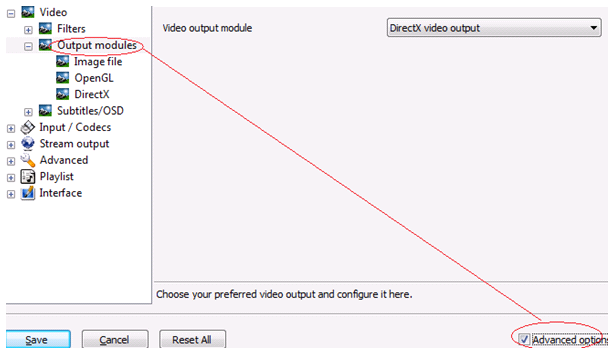 Video
Filters
Output modules
Image file
OpenGL
DirectX
Subtitles/OSD
Input / Codecs
Stream output
Advanced
Playlist
Interface
Video output module
DirectX video output
Choose your preferred video output and configure it here.
Save
Cancel
Reset All
Advanced options